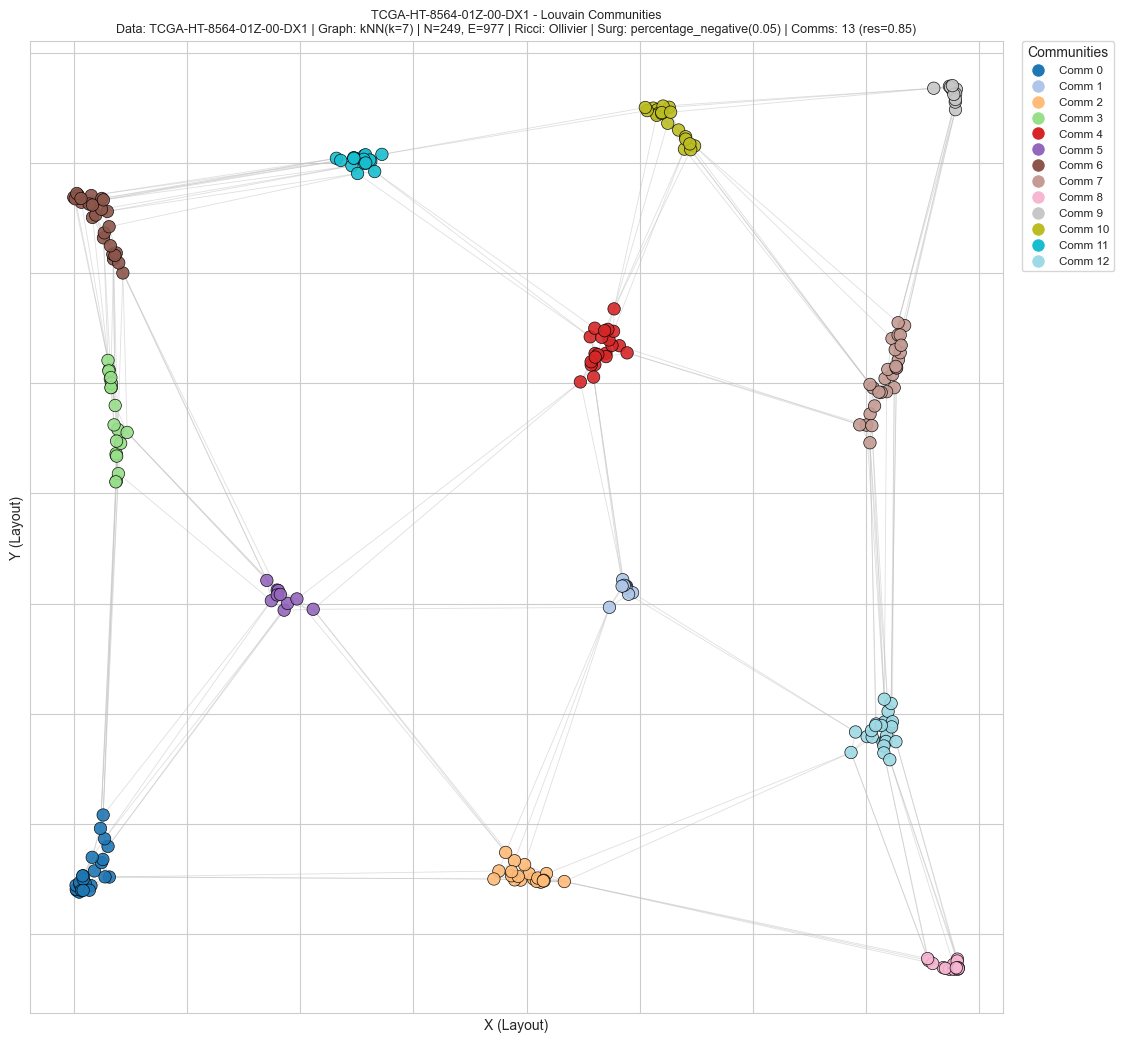 TCGA-HT-8564-01Z-00-DX1 - Louvain Communities
Data: TCGA-HT-8564-01Z-00-DX1 | Graph: kNN(k=7) | N=249, E=977 | Ricci: Ollivier | Surg: percentage_negative(0.05) | Comms: 13 (res=0.85)
Communities
Comm 0
Comm 1
Comm 2
Comm 3
Comm 4
Comm 5
Comm 6
Comm 7
Comm 8
Comm 9
Comm 10
Comm 11
Comm 12
Y (Layout)
X (Layout)